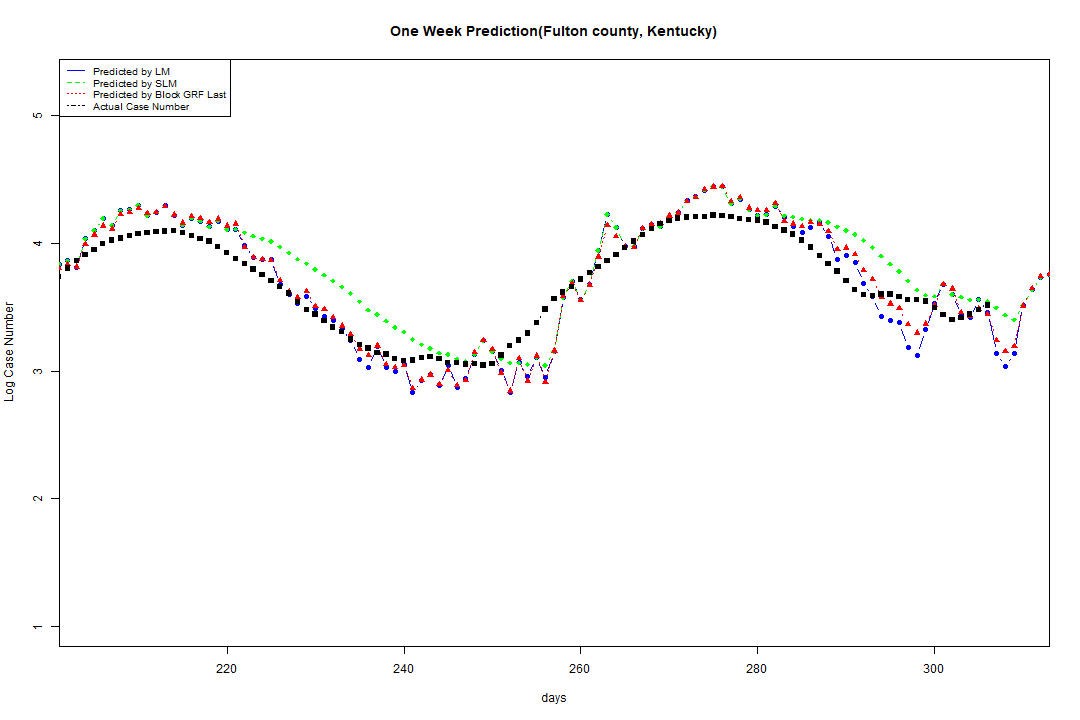 One Week Prediction(Fulton county, Kentucky)
Predicted by LM
Predicted by SLM
Predicted by Block GRF Last
Actual Case Number
5
4
3
2
1
Log Case Number
220 240 260 280 300
days